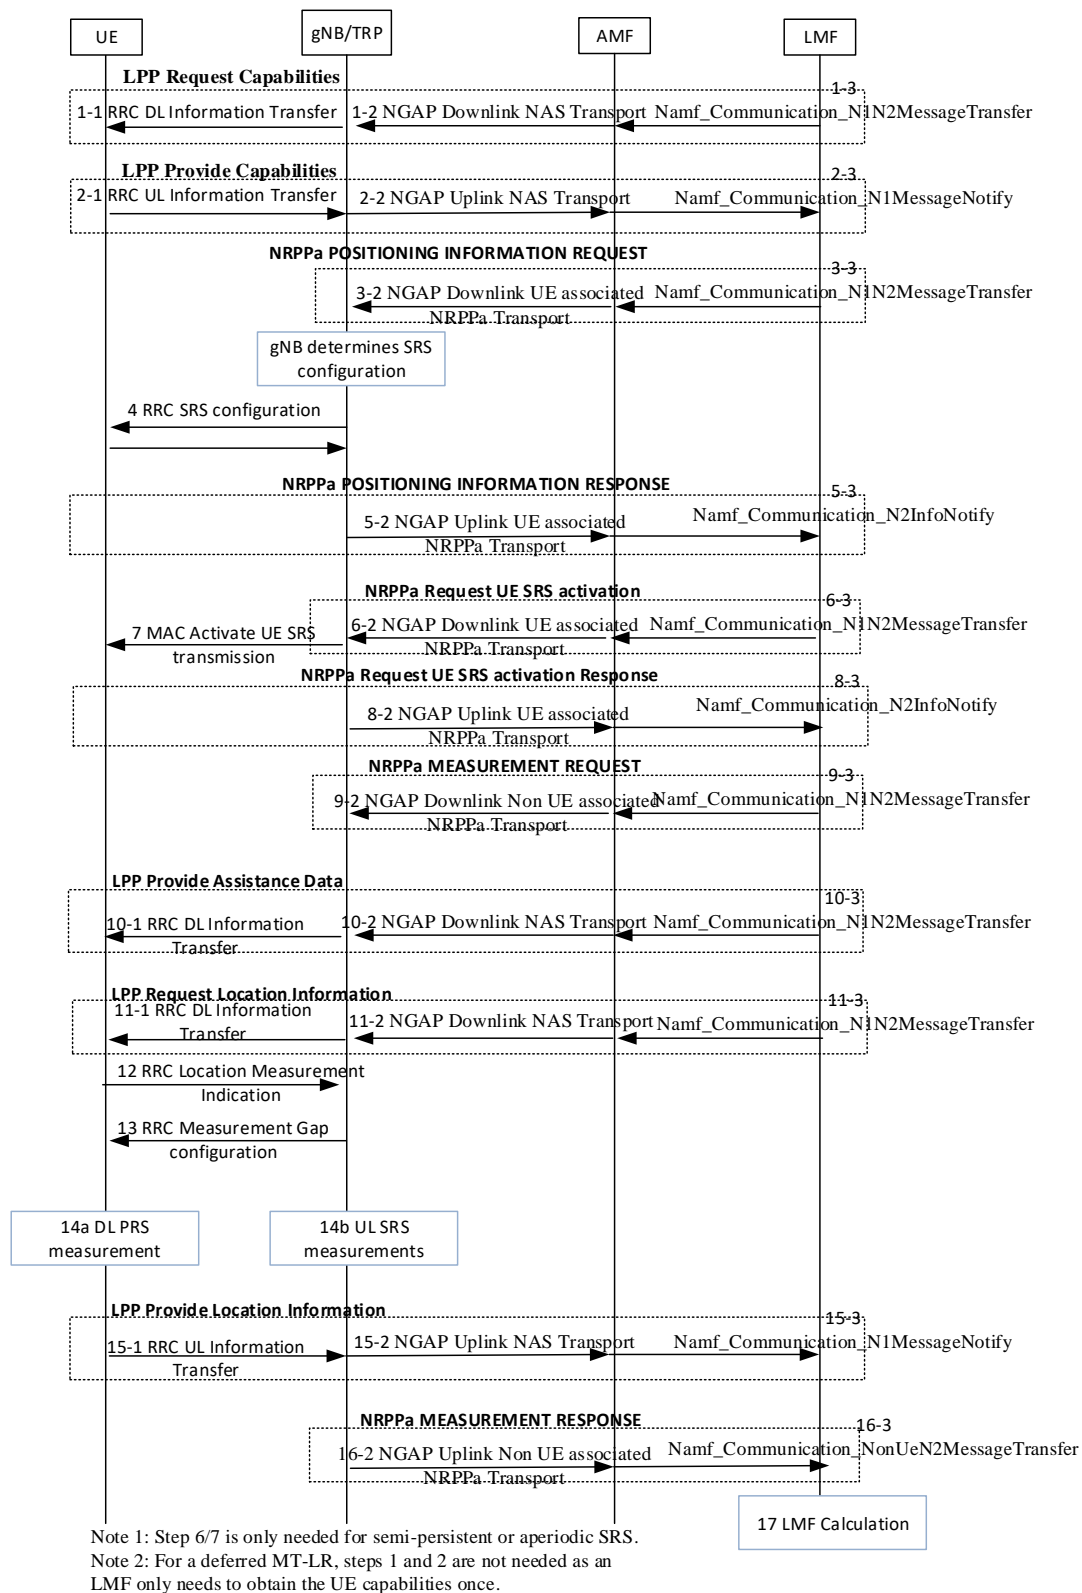 UE
gNB/TRP
AMF
LMF
LPP Request Capabilities
1-3
1-1 RRC DL Information Transfer
1-2 NGAP Downlink NAS Transport
Namf_Communication_N1N2MessageTransfer
LPP Provide Capabilities
2-3
2-1 RRC UL Information Transfer
2-2 NGAP Uplink NAS Transport
Namf_Communication_N1MessageNotify
NRPPa POSITIONING INFORMATION REQUEST
3-3
3-2 NGAP Downlink UE associated
NRPPa Transport
Namf_Communication_N1N2MessageTransfer
gNB determines SRS
configuration
4 RRC SRS configuration
NRPPa POSITIONING INFORMATION RESPONSE
5-3
5-2 NGAP Uplink UE associated
NRPPa Transport
Namf_Communication_N2InfoNotify
NRPPa Request UE SRS activation
6-3
6-2 NGAP Downlink UE associated
NRPPa Transport
Namf_Communication_N1N2MessageTransfer
7 MAC Activate UE SRS
transmission
NRPPa Request UE SRS activation Response
8-3
8-2 NGAP Uplink UE associated
NRPPa Transport
Namf_Communication_N2InfoNotify
NRPPa MEASUREMENT REQUEST
9-3
9-2 NGAP Downlink Non UE associated
NRPPa Transport
Namf_Communication_N1N2MessageTransfer
LPP Provide Assistance Data
10-3
10-1 RRC DL Information
Transfer
10-2 NGAP Downlink NAS Transport
Namf_Communication_N1N2MessageTransfer
LPP Request Location Information
11-3
11-1 RRC DL Information
Transfer
11-2 NGAP Downlink NAS Transport
Namf_Communication_N1N2MessageTransfer
12 RRC Location Measurement
Indication
13 RRC Measurement Gap
configuration
14a DL PRS
measurement
14b UL SRS
measurements
LPP Provide Location Information
15-3
15-1 RRC UL Information
Transfer
15-2 NGAP Uplink NAS Transport
Namf_Communication_N1MessageNotify
NRPPa MEASUREMENT RESPONSE
16-3
16-2 NGAP Uplink Non UE associated
NRPPa Transport
Namf_Communication_NonUeN2MessageTransfer
17 LMF Calculation
Note 1: Step 6/7 is only needed for semi-persistent or aperiodic SRS.
Note 2: For a deferred MT-LR, steps 1 and 2 are not needed as an
LMF only needs to obtain the UE capabilities once.